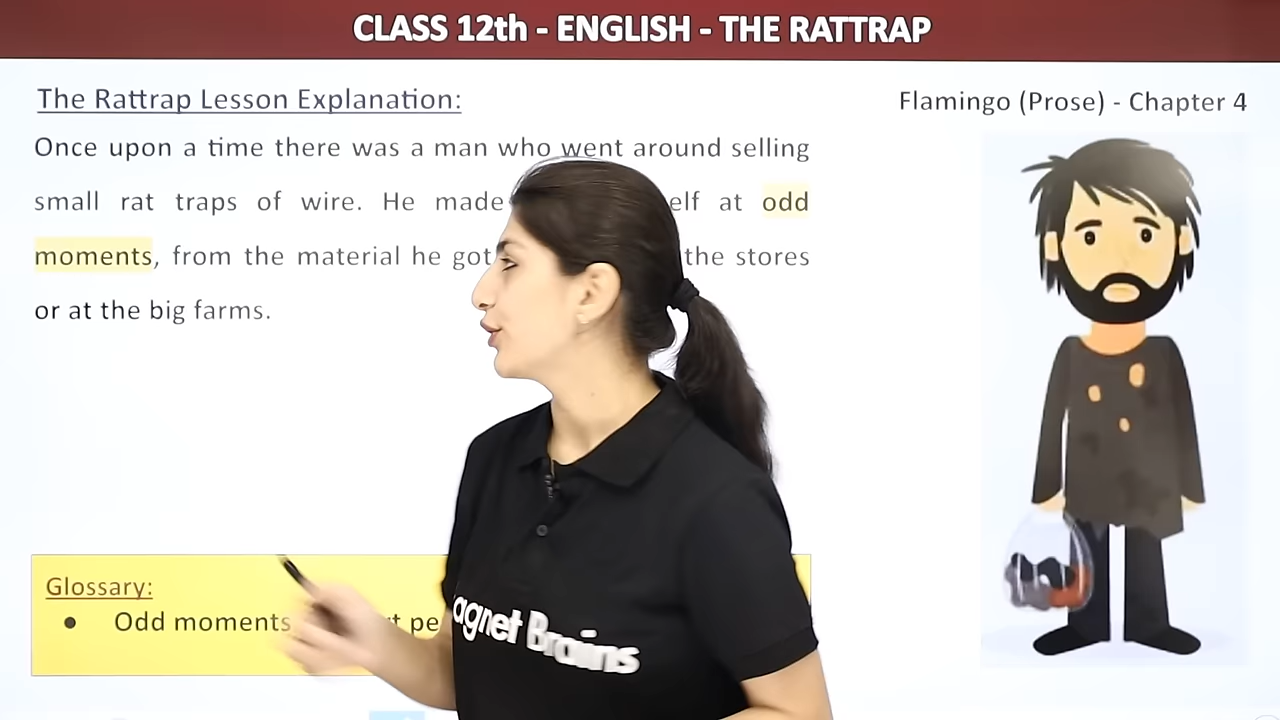 CLASS 12th - ENGLISH - THE RATTRAP
The Rattrap Lesson Explanation:
Flamingo (Prose) - Chapter 4
Once upon a time there was a man who went around selling
small rat traps of wire. He made elf at odd
moments, from the material he got the stores
or at the big farms.
Glossary:
● Odd moments
agnet Brains